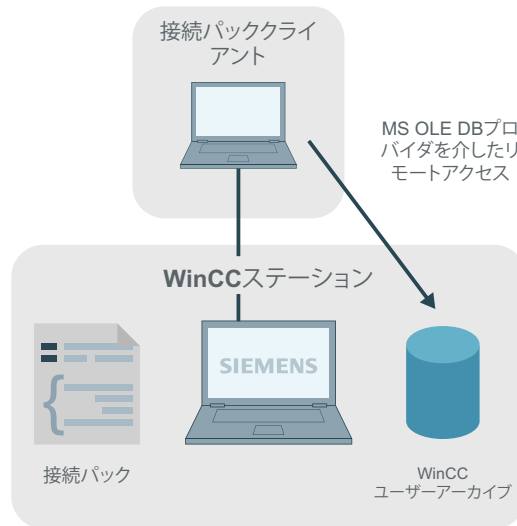 接続パッククライ
アント
MS OLE DBプロ
バイダを介したリ
モートアクセス
WinCCステーション
SIEMENS
{
接続パック
WinCC
ユーザーアーカイブ